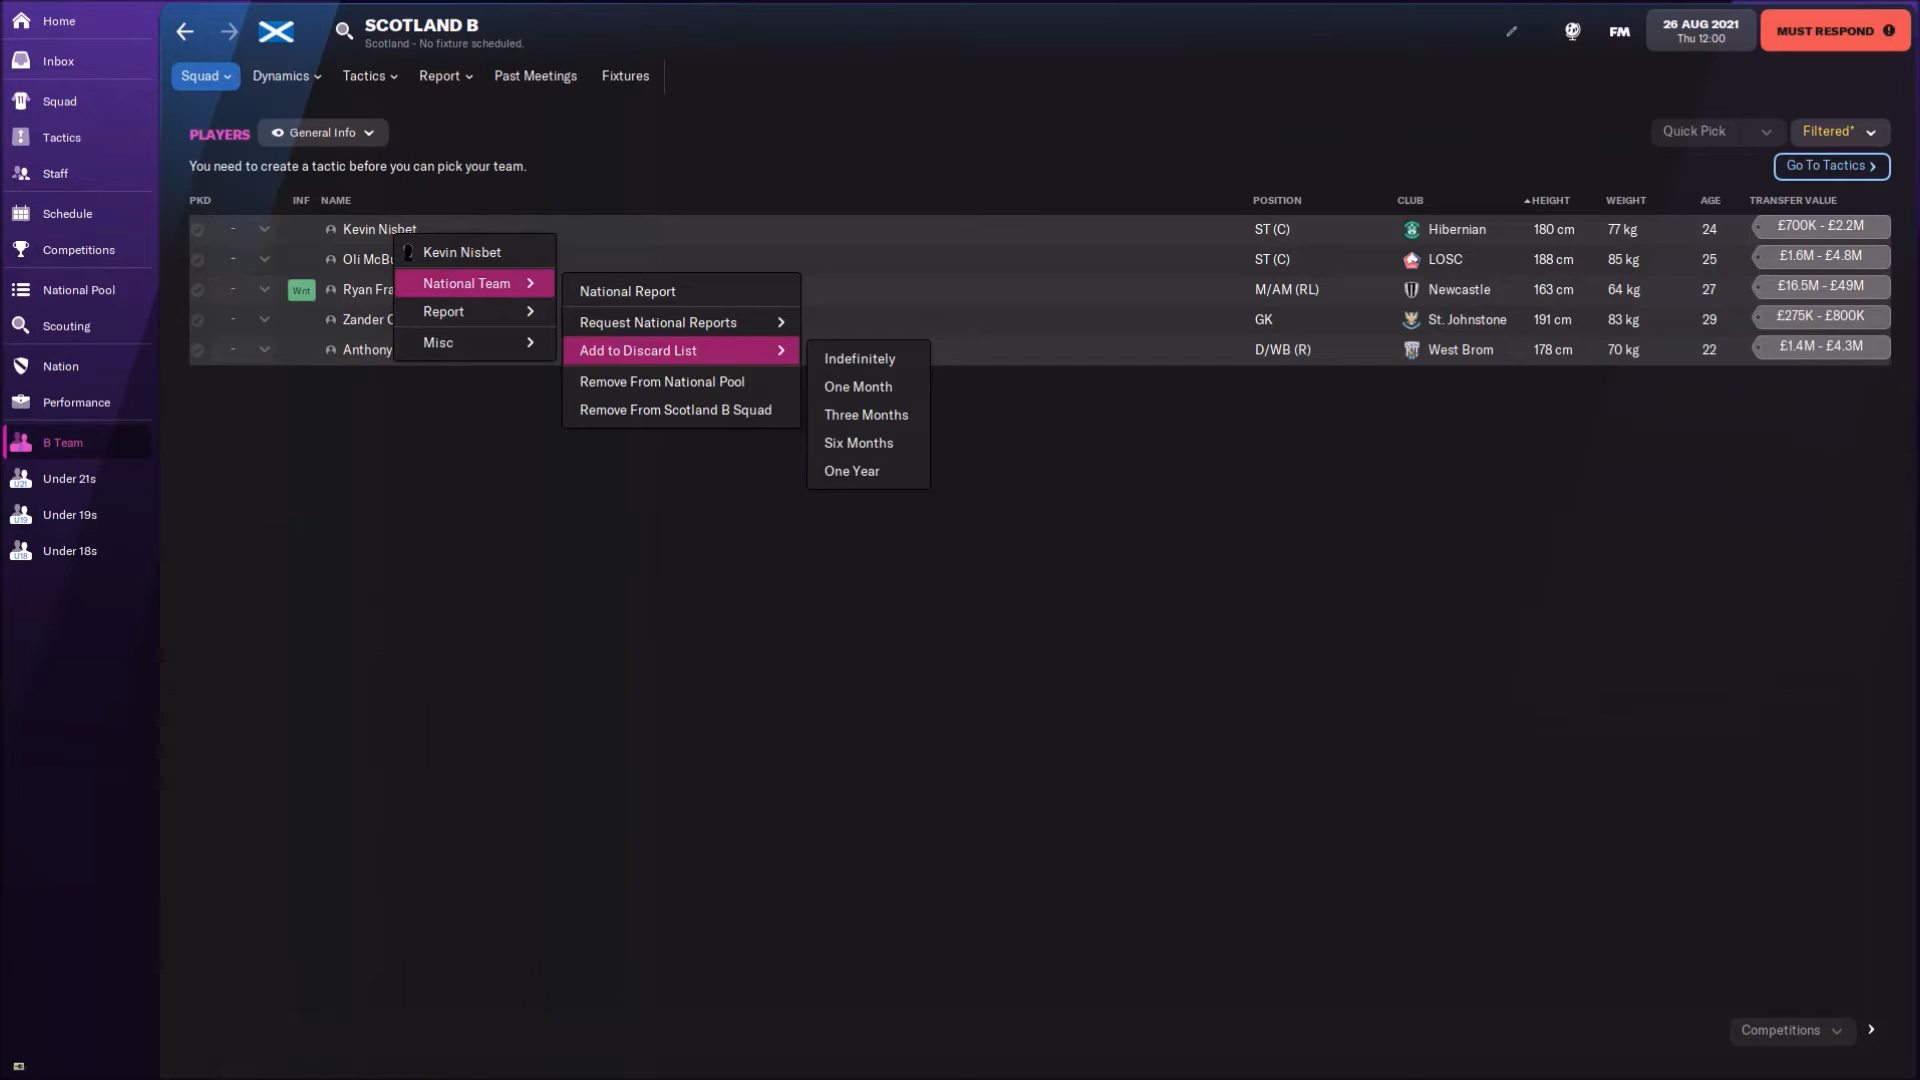 Home
Inbox
Squad
Tactics
Staff
Schedule
Competitions
National Pool
Scouting
Nation
Performance
B Team
U21 Under 21s
U19 Under 19s
U18 Under 18s
SCOTLAND B
Scotland - No fixture scheduled.
FM
26 AUG 2021
Thu 12:00
MUST RESPOND
Squad Dynamics Tactics Report Past Meetings Fixtures
PLAYERS General Info
Quick Pick Filtered*
You need to create a tactic before you can pick your team.
Go To Tactics
PKD INF NAME POSITION CLUB HEIGHT WEIGHT AGE TRANSFER VALUE
- Kevin Nisbet ST (C) Hibernian 180 cm 77 kg 24 £700K - £2.2M
- Oli McBu ST (C) LOSC 188 cm 85 kg 25 £1.6M - £4.8M
- Wnt Ryan Fra M/AM (RL) Newcastle 163 cm 64 kg 27 £16.5M - £49M
- Zander C GK St. Johnstone 191 cm 83 kg 29 £275K - £800K
- Anthony D/WB (R) West Brom 178 cm 70 kg 22 £1.4M - £4.3M
Kevin Nisbet
National Team
Report
Misc
National Report
Request National Reports
Add to Discard List
Remove From National Pool
Remove From Scotland B Squad
Indefinitely
One Month
Three Months
Six Months
One Year
Competitions